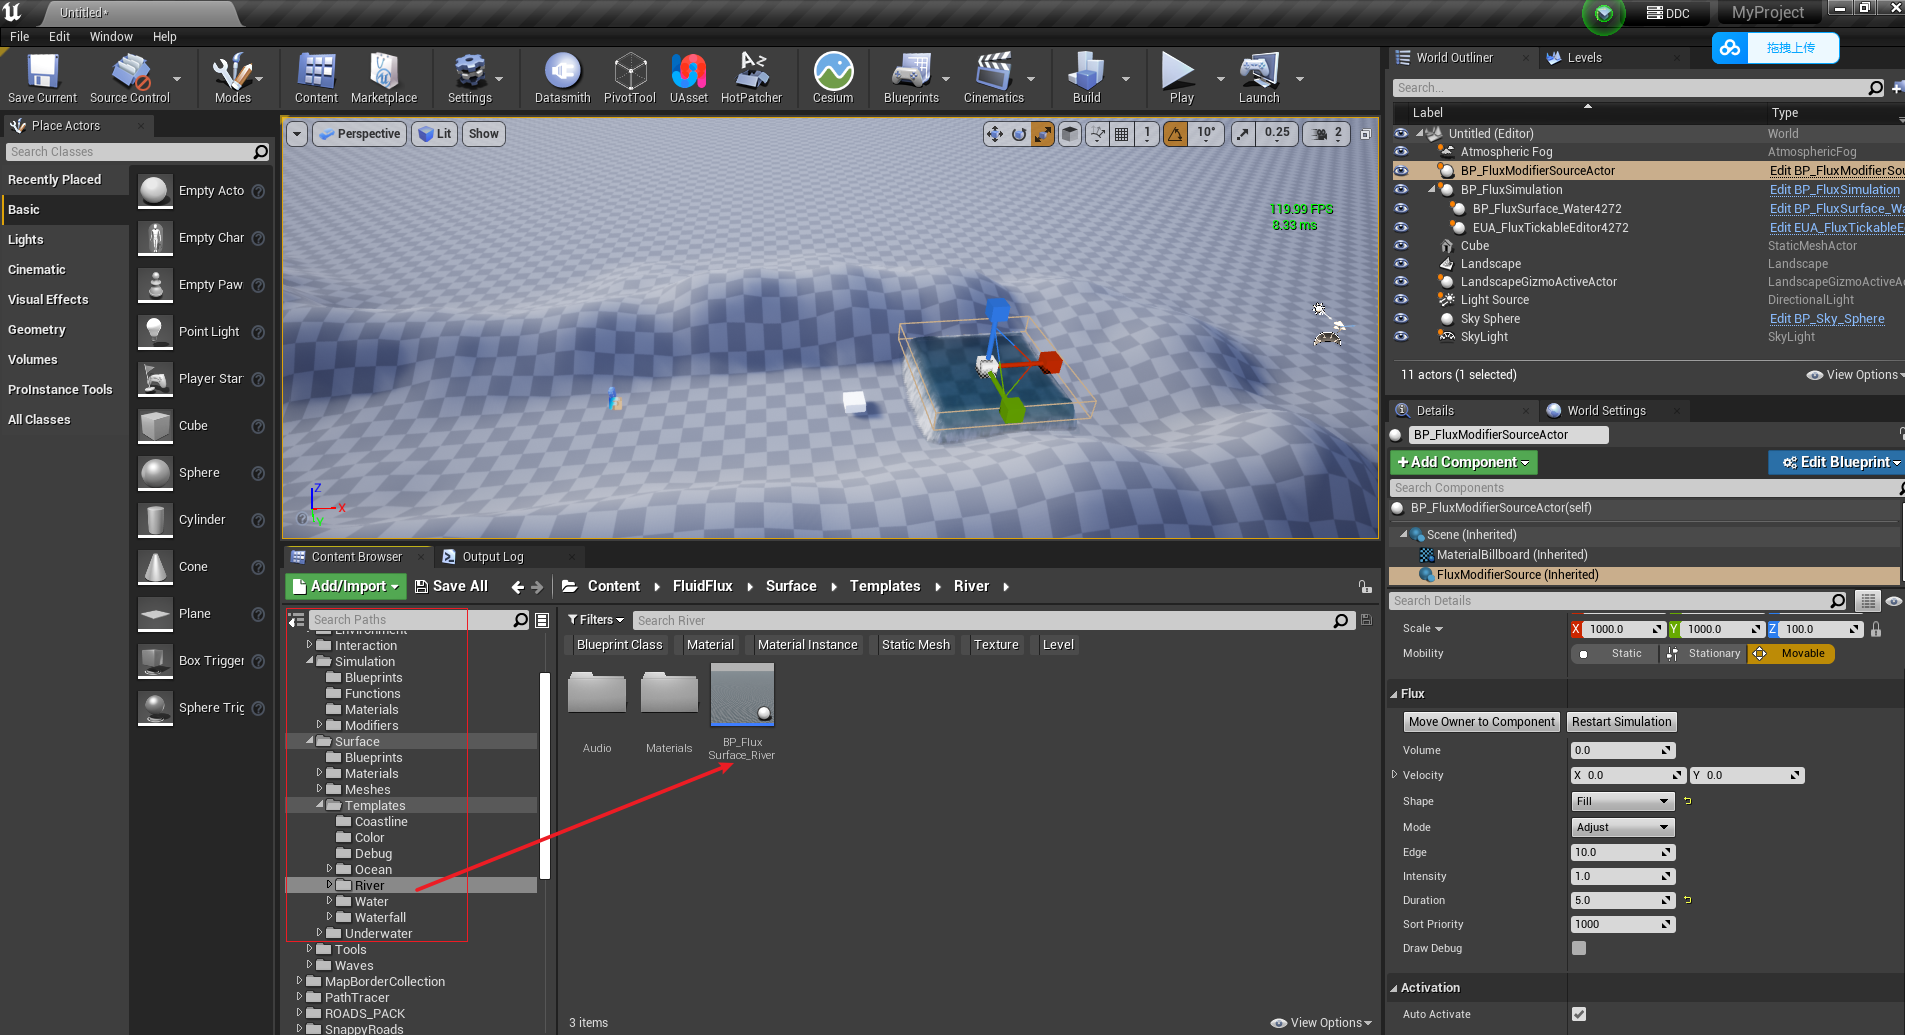 Untitled*
DDC
MyProject
File Edit Window Help
拖拽上传
Save Current
Source Control
Modes
Content
Marketplace
Settings
Datasmith
PivotTool
UAsset
HotPatcher
Cesium
Blueprints
Cinematics
Build
Play
Launch
Place Actors
Search Classes
Recently Placed
Basic
Lights
Cinematic
Visual Effects
Geometry
Volumes
ProInstance Tools
All Classes
Empty Acto
Empty Char
Empty Paw
Point Light
Player Star
Cube
Sphere
Cylinder
Cone
Plane
Box Trigger
Sphere Trig
Perspective
Lit
Show
1
10°
0.25
2
119.99 FPS
8.33 ms
Z
X
Y
World Outliner
Levels
Search...
Label Type
Untitled (Editor) World
Atmospheric Fog AtmosphericFog
BP_FluxModifierSourceActor Edit BP_FluxModifierSou
BP_FluxSimulation Edit BP_FluxSimulation
BP_FluxSurface_Water4272 Edit BP_FluxSurface_Wa
EUA_FluxTickableEditor4272 Edit EUA_FluxTickableE
Cube StaticMeshActor
Landscape Landscape
LandscapeGizmoActiveActor LandscapeGizmoActiveA
Light Source DirectionalLight
Sky Sphere Edit BP_Sky_Sphere
SkyLight SkyLight
11 actors (1 selected)
View Options
Details
World Settings
BP_FluxModifierSourceActor
+Add Component
Edit Blueprint
Search Components
BP_FluxModifierSourceActor(self)
Scene (Inherited)
MaterialBillboard (Inherited)
FluxModifierSource (Inherited)
Search Details
Scale X 1000.0 Y 1000.0 Z 100.0
Mobility Static Stationary Movable
Flux
Move Owner to Component Restart Simulation
Volume 0.0
Velocity X 0.0 Y 0.0
Shape Fill
Mode Adjust
Edge 10.0
Intensity 1.0
Duration 5.0
Sort Priority 1000
Draw Debug
Activation
Auto Activate
Content Browser
Output Log
Add/Import
Save All
Content FluidFlux Surface Templates River
Search Paths
Environment
Interaction
Simulation
Blueprints
Functions
Materials
Modifiers
Surface
Blueprints
Materials
Meshes
Templates
Coastline
Color
Debug
Ocean
River
Water
Waterfall
Underwater
Tools
Waves
MapBorderCollection
PathTracer
ROADS_PACK
SnappyRoads
Filters
Search River
Blueprint Class
Material
Material Instance
Static Mesh
Texture
Level
Audio
Materials
BP_Flux
Surface_River
3 items
View Options